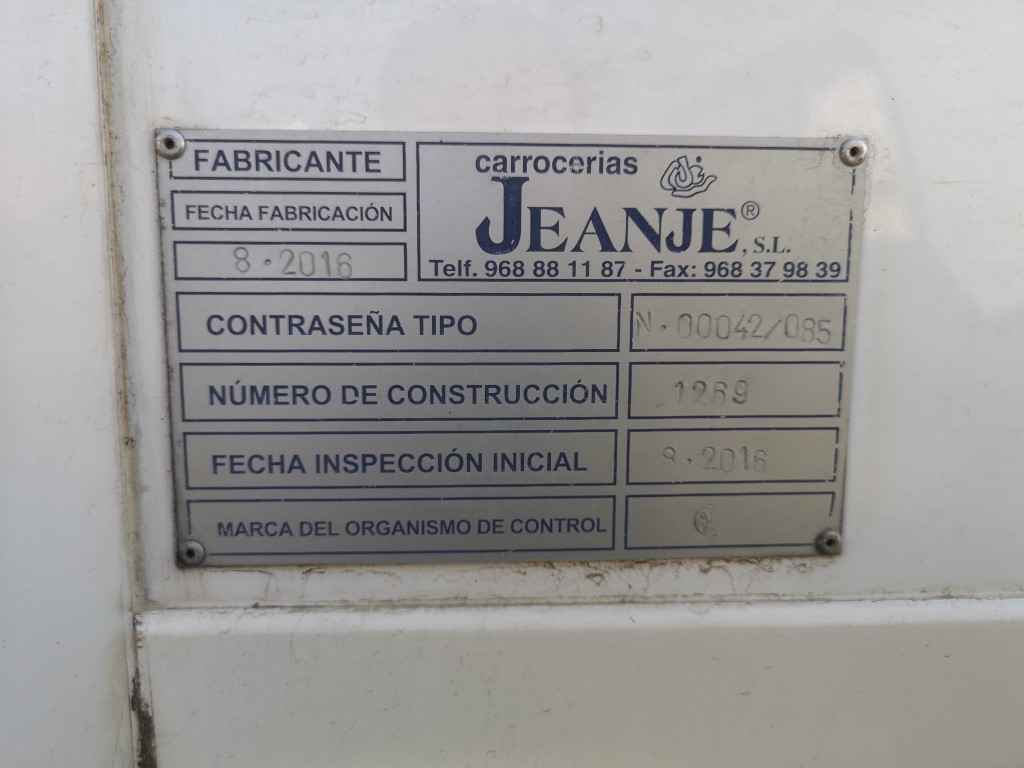 FABRICANTE
FECHA FABRICACIÓN
8·2016
carrocerias
JEANJE®, S.L.
Telf. 968 88 11 87 - Fax: 968 37 98 39
CONTRASEÑA TIPO
N·00042/085
NÚMERO DE CONSTRUCCIÓN
1269
FECHA INSPECCIÓN INICIAL
8·2016
MARCA DEL ORGANISMO DE CONTROL